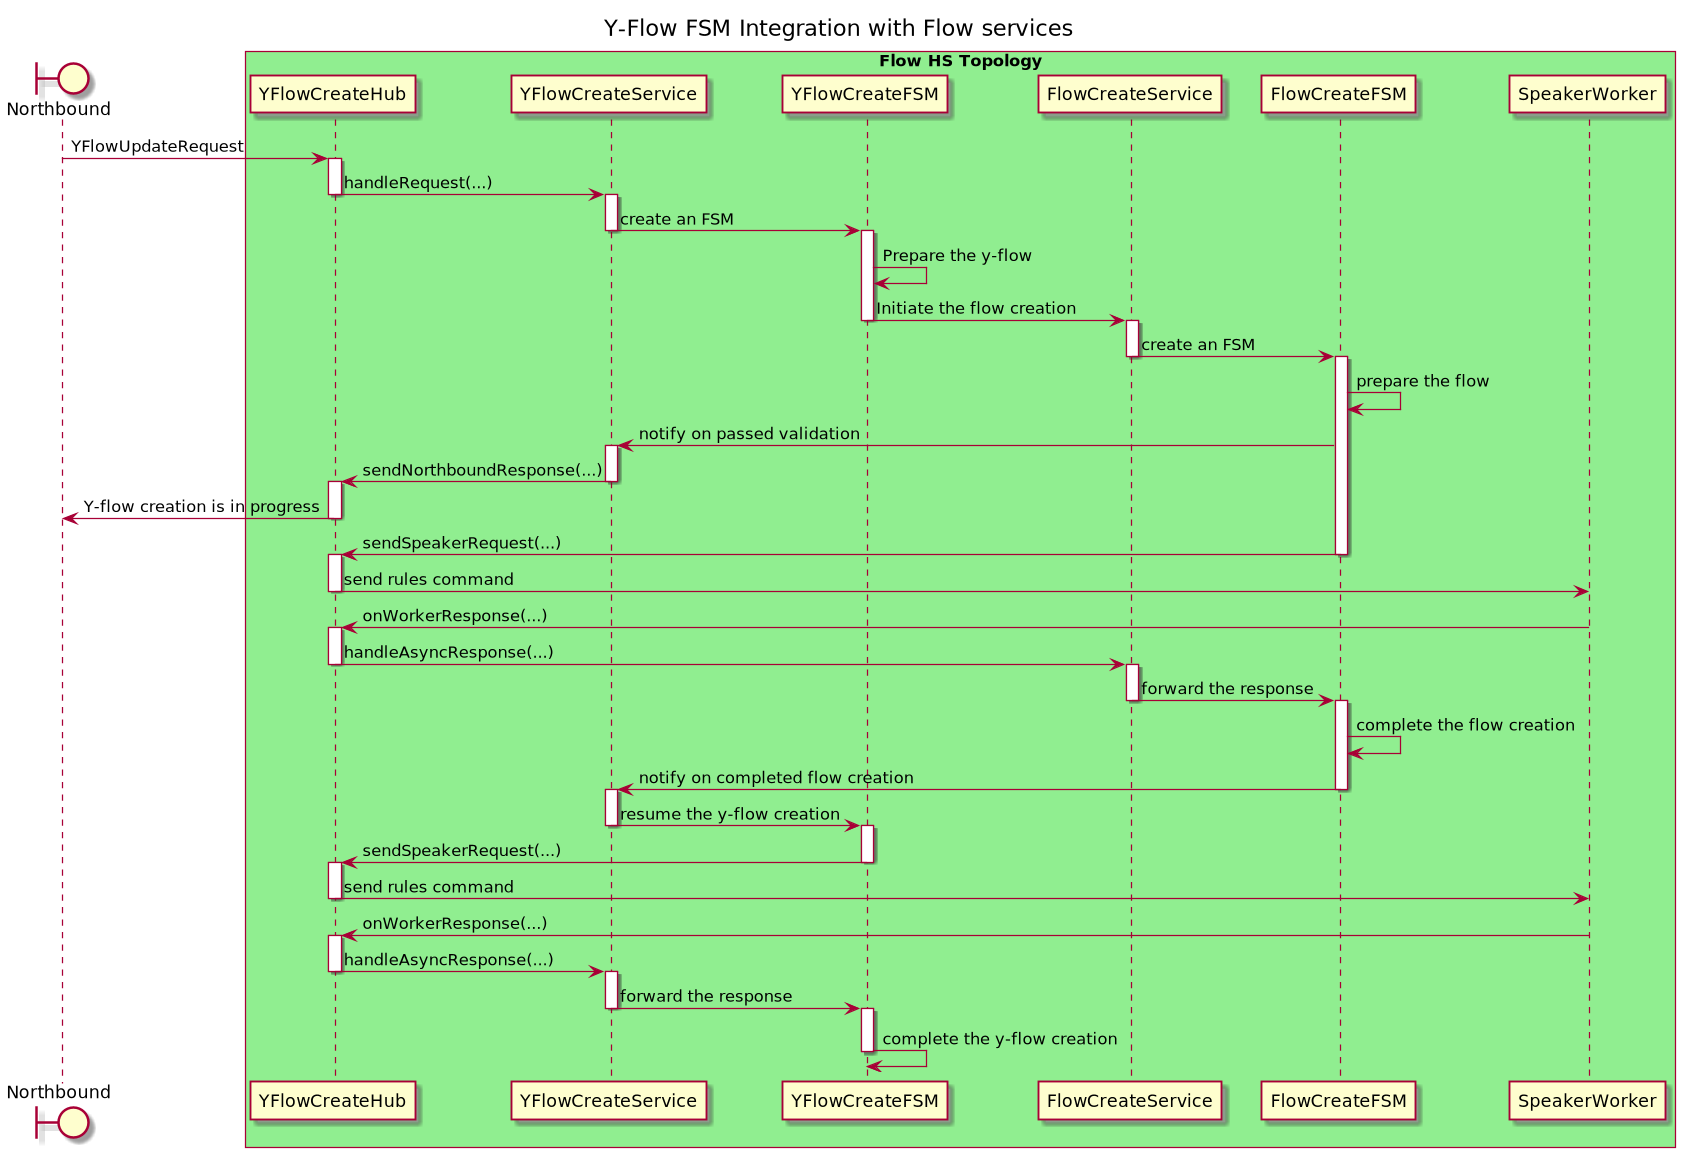 Y-Flow FSM Integration with Flow services
Flow HS Topology
Northbound
YFlowCreateHub
YFlowCreateService
YFlowCreateFSM
FlowCreateService
FlowCreateFSM
SpeakerWorker
YFlowUpdateRequest
handleRequest(...)
create an FSM
Prepare the y-flow
Initiate the flow creation
create an FSM
prepare the flow
notify on passed validation
sendNorthboundResponse(...)
Y-flow creation is in progress
sendSpeakerRequest(...)
send rules command
onWorkerResponse(...)
handleAsyncResponse(...)
forward the response
complete the flow creation
notify on completed flow creation
resume the y-flow creation
sendSpeakerRequest(...)
send rules command
onWorkerResponse(...)
handleAsyncResponse(...)
forward the response
complete the y-flow creation
Northbound
YFlowCreateHub
YFlowCreateService
YFlowCreateFSM
FlowCreateService
FlowCreateFSM
SpeakerWorker